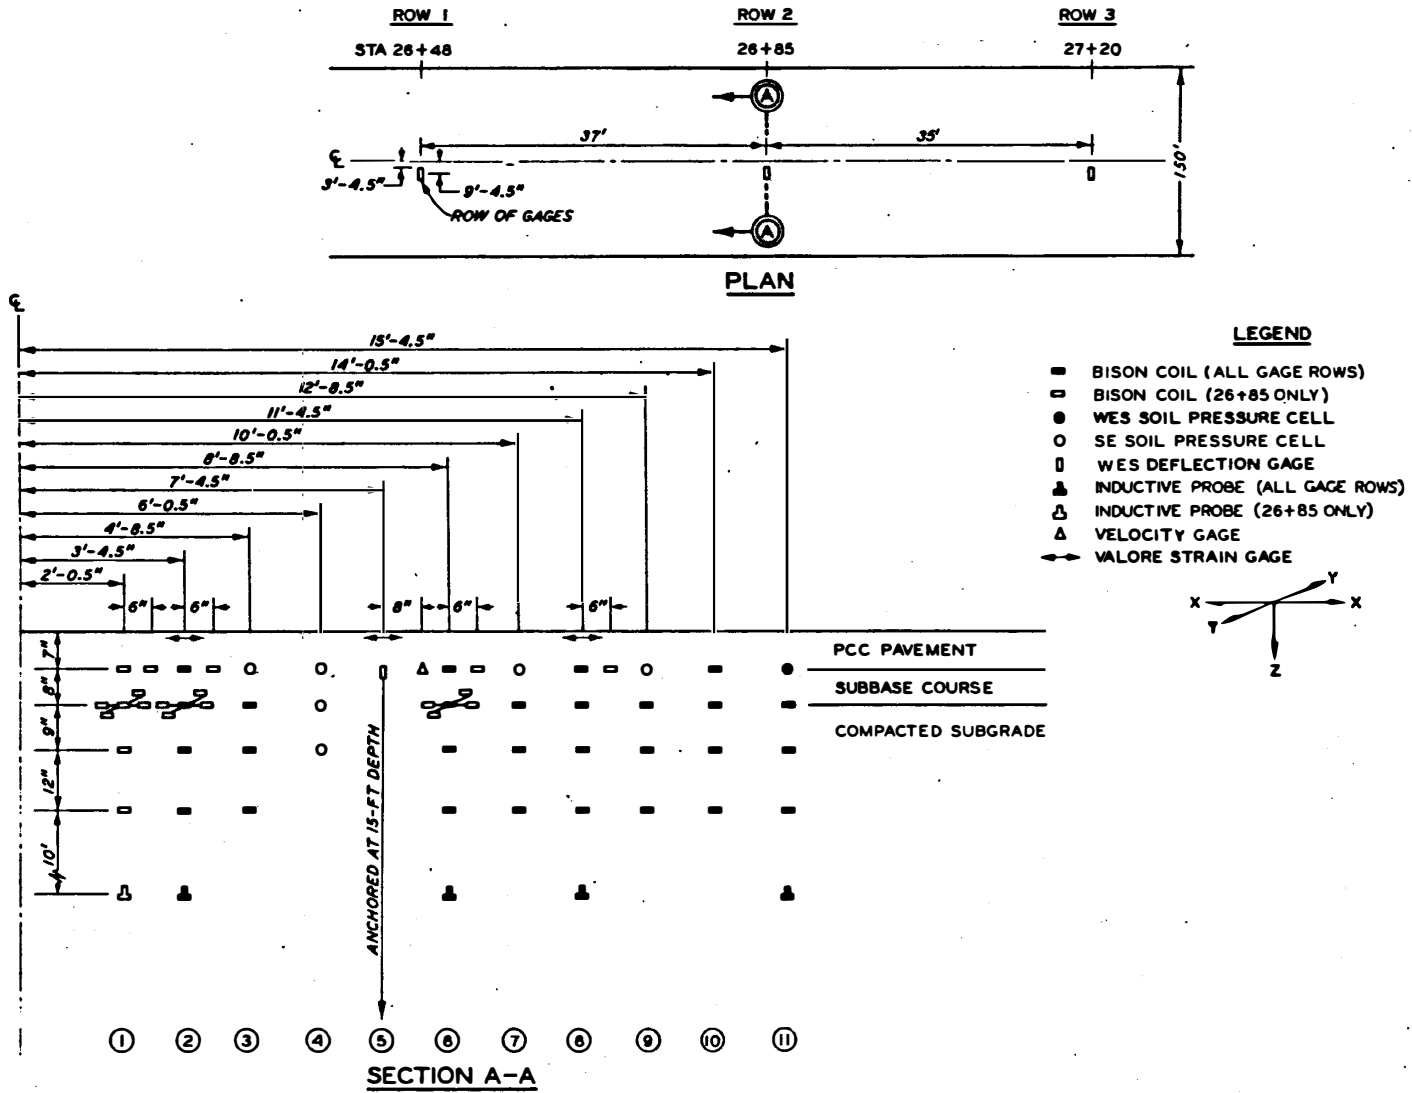 ROW 1 ROW 2 ROW 3
STA 26+48 26+85 27+20
A
37' 35'
℄
150'
3'-4.5"
9'-4.5"
ROW OF GAGES
A
PLAN
℄
15'-4.5"
14'-0.5"
12'-8.5"
11'-4.5"
10'-0.5"
8'-8.5"
7'-4.5"
6'-0.5"
4'-8.5"
3'-4.5"
2'-0.5"
6" 6" 8" 6" 6"
LEGEND
BISON COIL (ALL GAGE ROWS)
BISON COIL (26+85 ONLY)
WES SOIL PRESSURE CELL
SE SOIL PRESSURE CELL
WES DEFLECTION GAGE
INDUCTIVE PROBE (ALL GAGE ROWS)
INDUCTIVE PROBE (26+85 ONLY)
VELOCITY GAGE
VALORE STRAIN GAGE
Y
X X
Y
Z
7"
8"
9"
12"
10'
PCC PAVEMENT
SUBBASE COURSE
COMPACTED SUBGRADE
ANCHORED AT 15-FT DEPTH
1 2 3 4 5 6 7 8 9 10 11
SECTION A-A